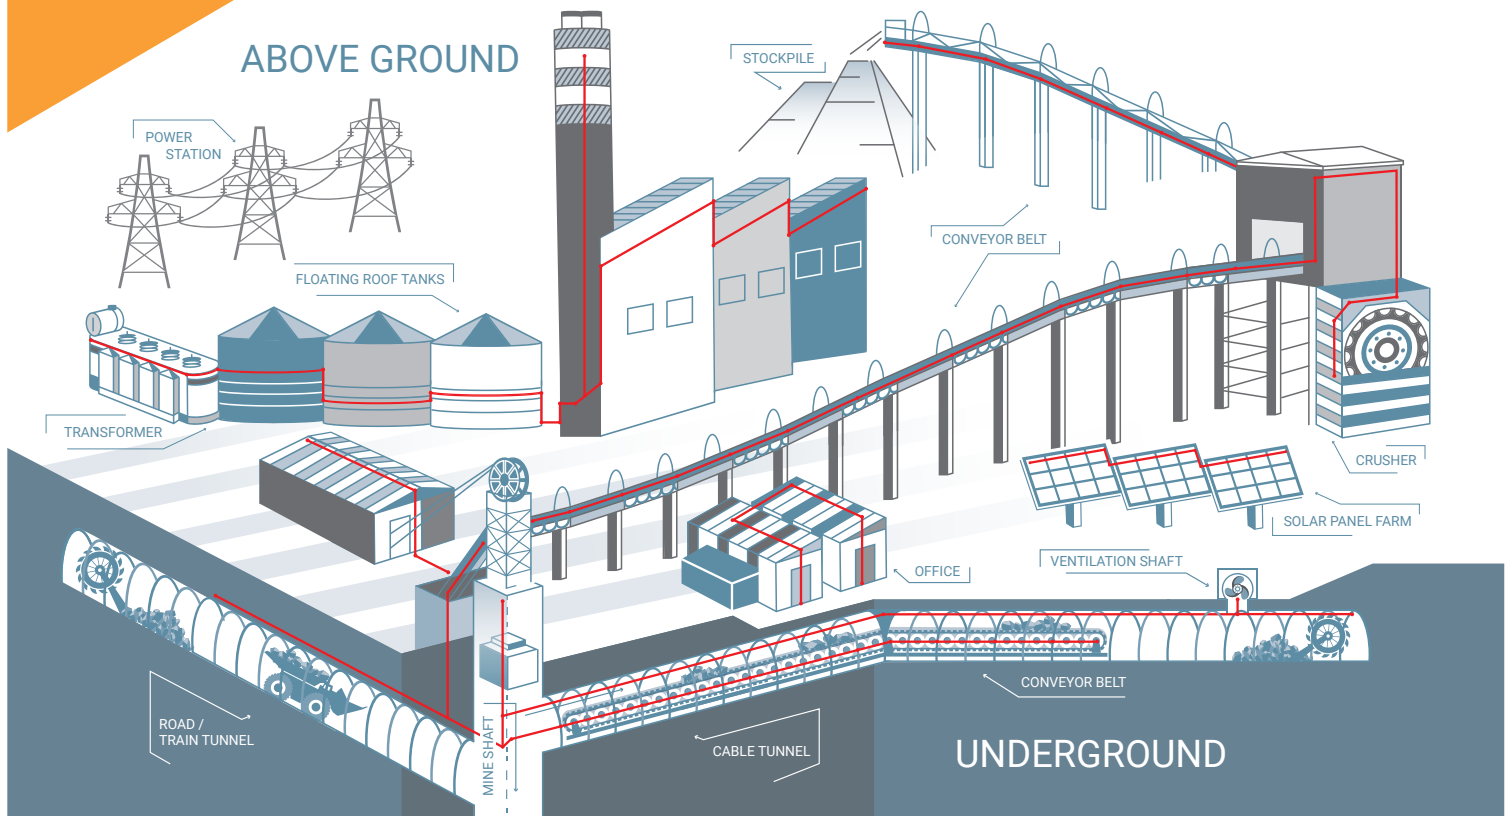 ABOVE GROUND
STOCKPILE
POWER
STATION
CONVEYOR BELT
FLOATING ROOF TANKS
TRANSFORMER
CRUSHER
SOLAR PANEL FARM
VENTILATION SHAFT
OFFICE
CONVEYOR BELT
ROAD /
TRAIN TUNNEL
MINE SHAFT
CABLE TUNNEL
UNDERGROUND